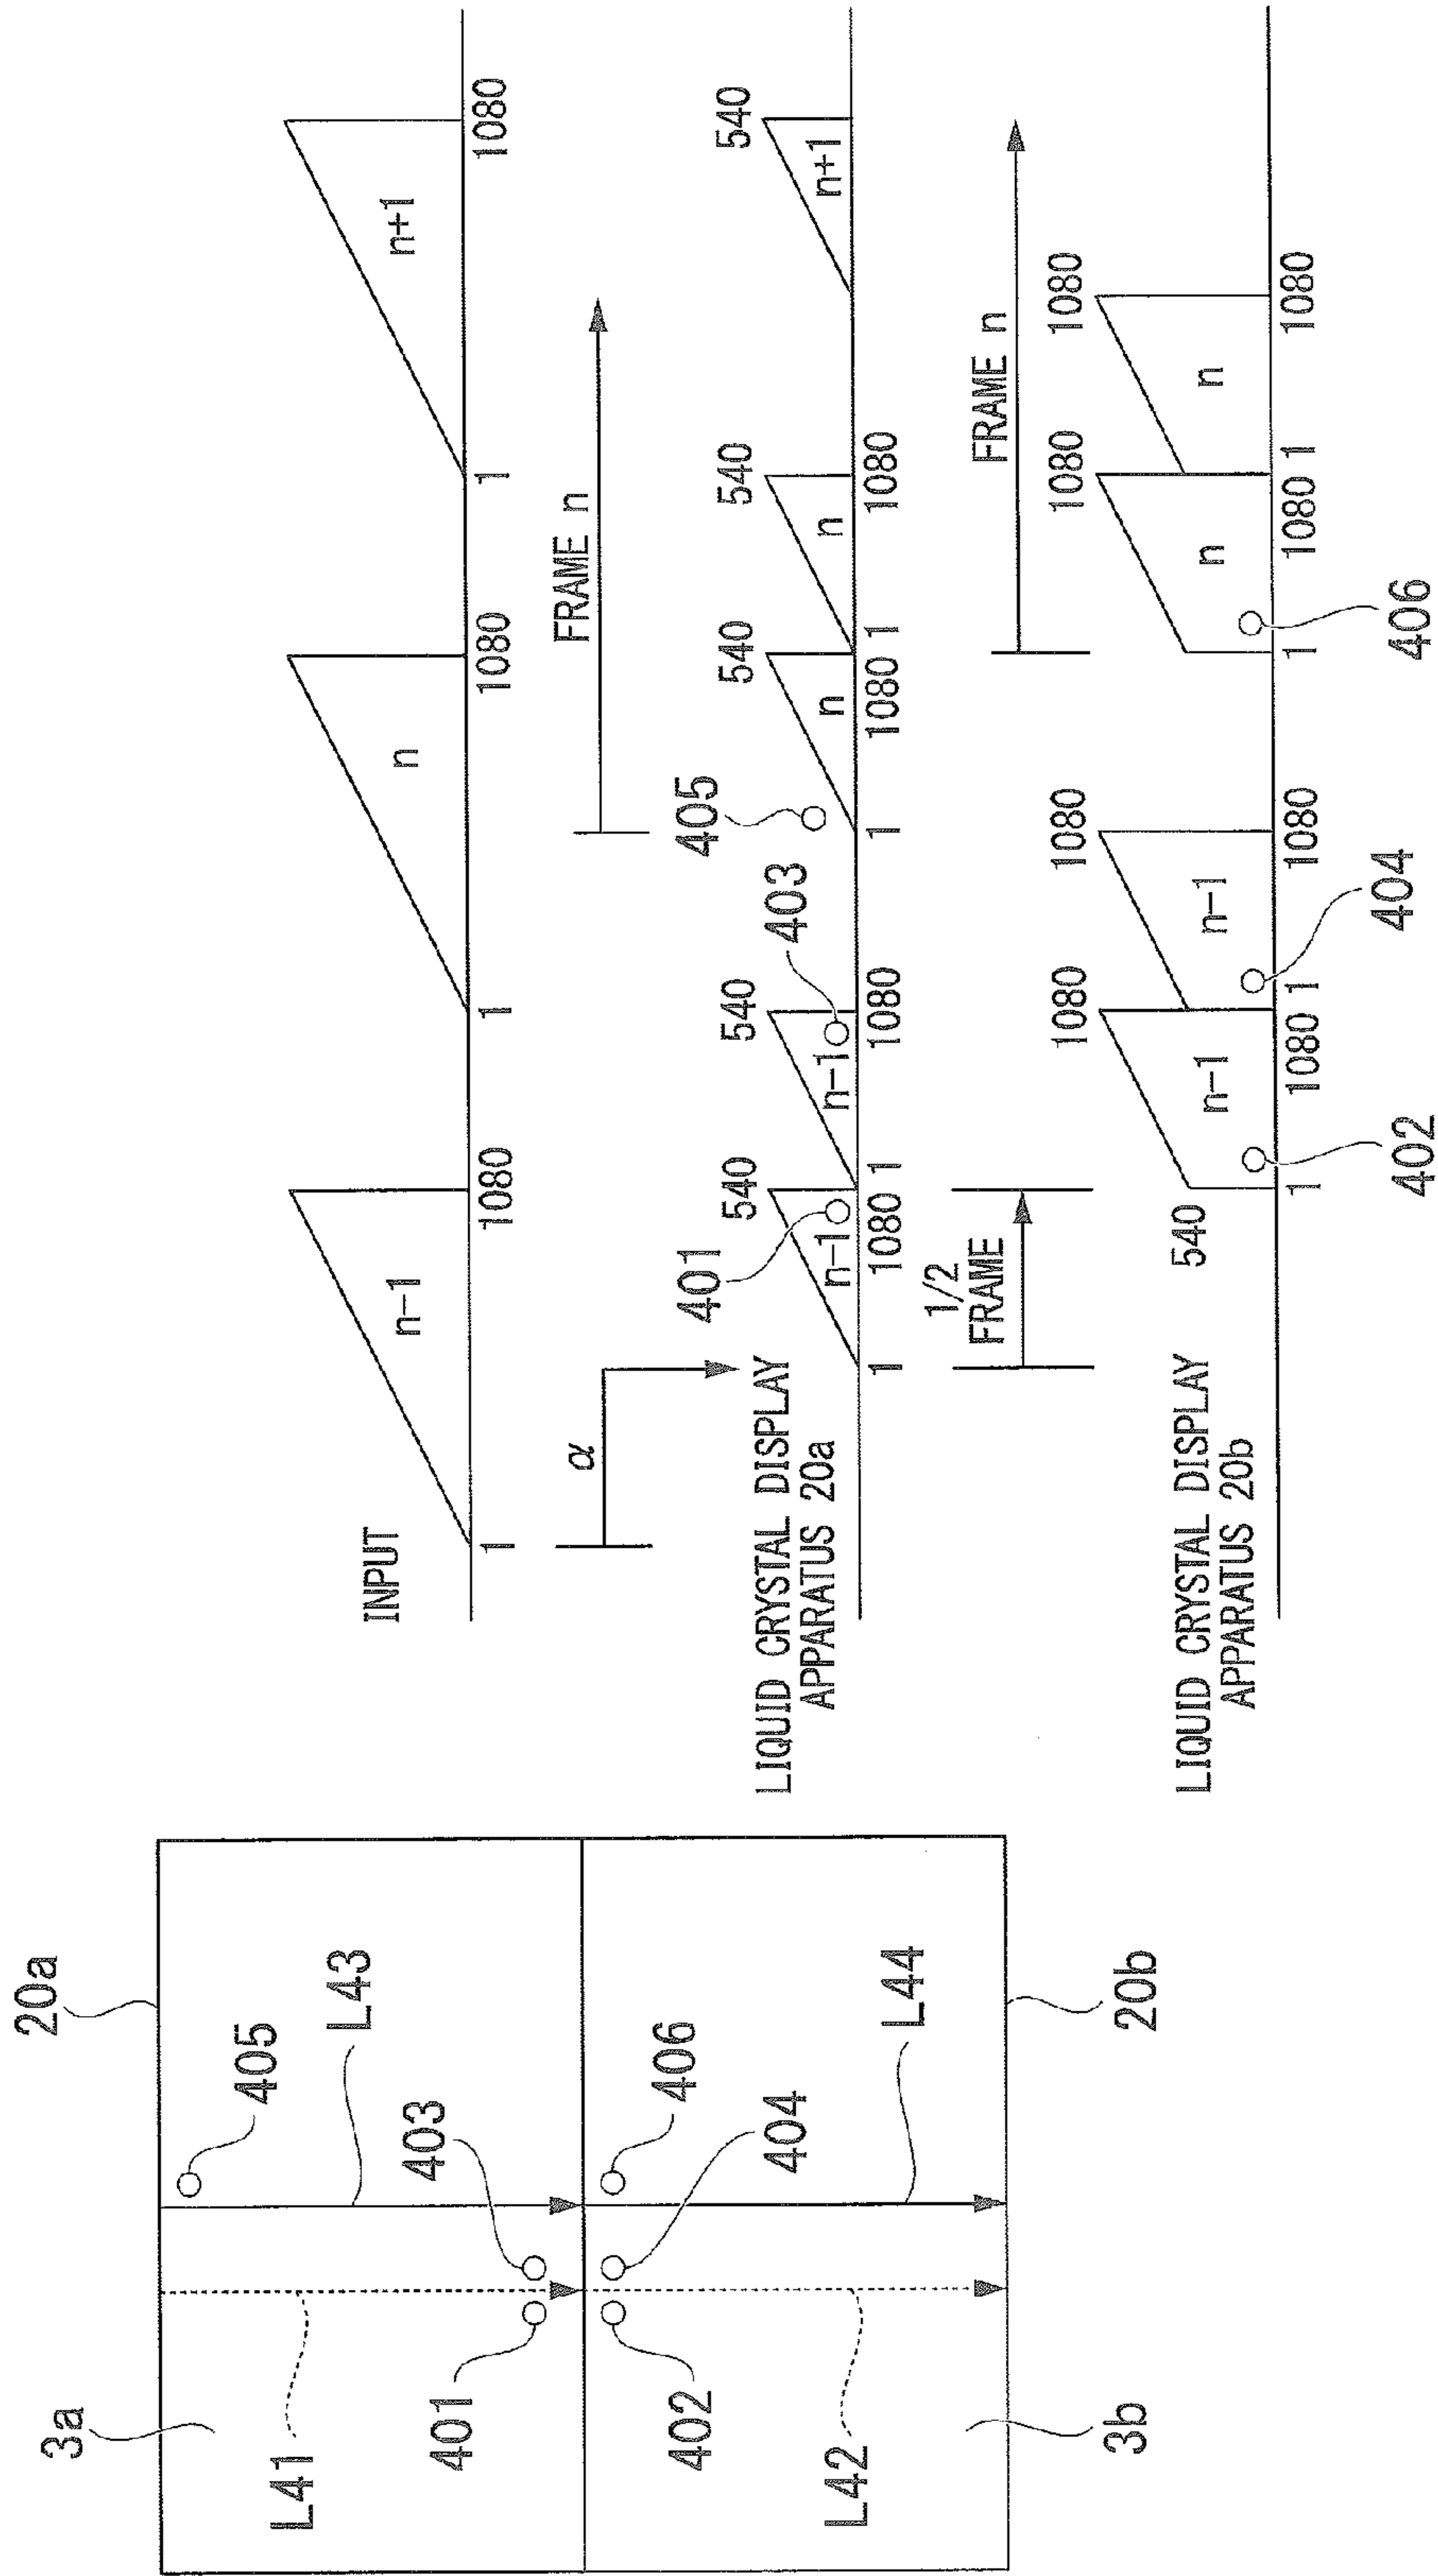 20a
3a
405
L43
L41
403
401
402
404
406
L44
L42
20b
3b
INPUT
n-1
n
n+1
1
1080
1
1080
1
1080
α
FRAME n
LIQUID CRYSTAL DISPLAY
APPARATUS 20a
401
403
405
540
540
540
540
540
n-1
n-1
n
n
n+1
1
1080
1
1080
1
1080
1
1080
1/2
FRAME
FRAME n
LIQUID CRYSTAL DISPLAY
APPARATUS 20b
540
1080
1080
1080
1080
n-1
n-1
n
n
1
1080
1
1080
1
1080
1
1080
402
404
406